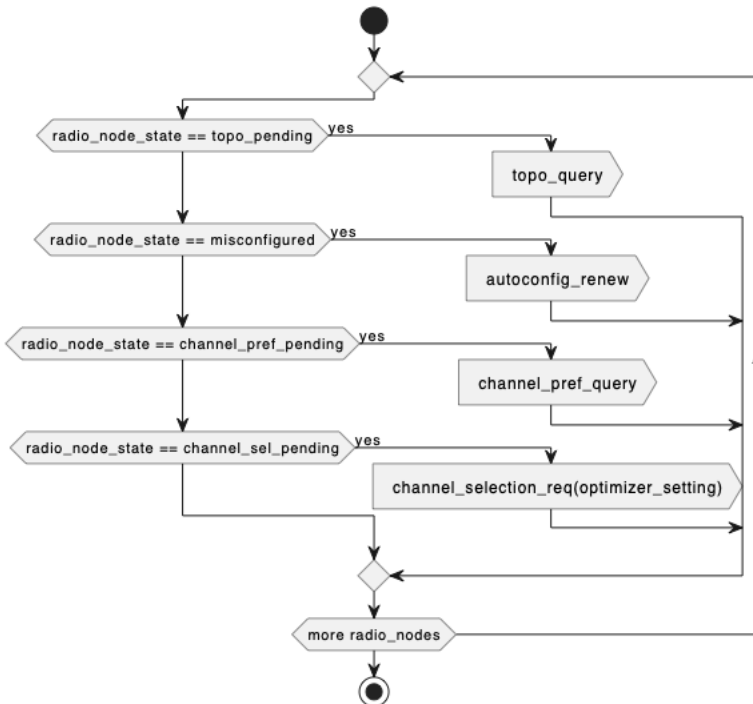 radio_node_state == topo_pending
yes
topo_query
radio_node_state == misconfigured
yes
autoconfig_renew
radio_node_state == channel_pref_pending
yes
channel_pref_query
radio_node_state == channel_sel_pending
yes
channel_selection_req(optimizer_setting)
more radio_nodes